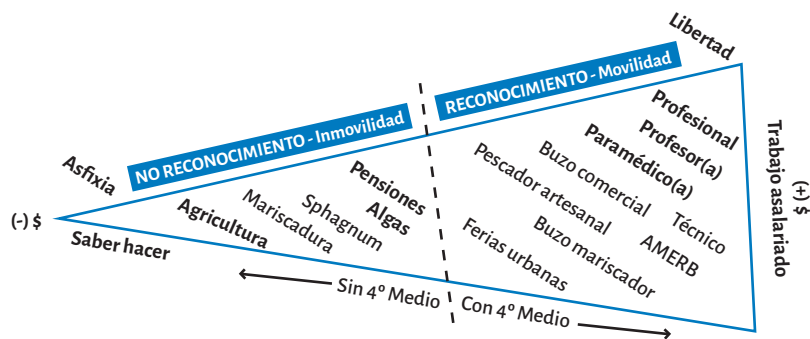 Libertad
RECONOCIMIENTO - Movilidad
NO RECONOCIMIENTO - Inmovilidad
Asfixia
(-) $
Saber hacer
Agricultura
Mariscadura
Sphagnum
Pensiones
Algas
Pescador artesanal
Ferias urbanas
Buzo comercial
Buzo mariscador
Paramédico(a)
Profesor(a)
Profesional
Técnico
AMERB
(+) $
Trabajo asalariado
Sin 4º Medio
Con 4º Medio